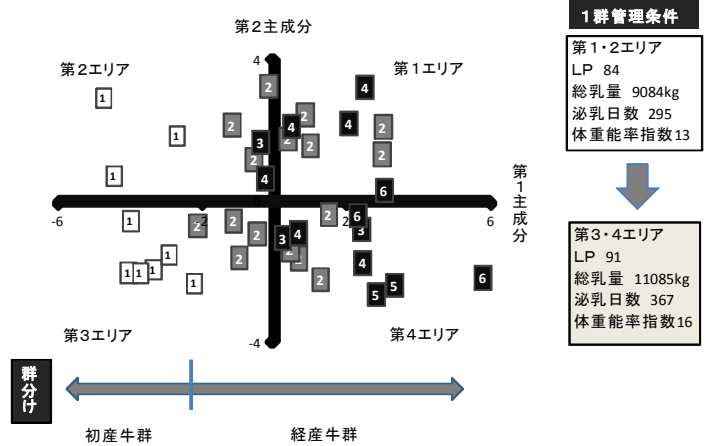 第2主成分
1群管理条件
4
第2エリア
第1エリア
第1・2エリア
LP 84
総乳量 9084kg
泌乳日数 295
体重能率指数13
1
4
2
2
2
4
4
2
1
2
3
2
2
2
1
4
6
0
-6
-2
2
6
第1主成分
1
2
2
2
6
3
2
3
4
第3・4エリア
LP 91
総乳量 11085kg
泌乳日数 367
体重能率指数16
1
2
2
2
4
1
1
1
1
2
5
5
6
-4
第3エリア
第4エリア
群分け
初産牛群
経産牛群